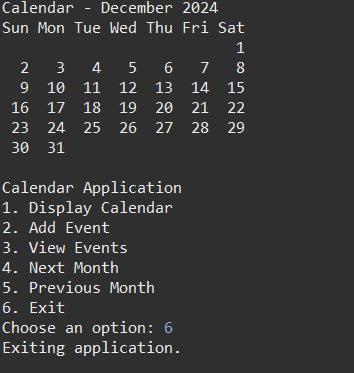 Calendar - December 2024
Sun Mon Tue Wed Thu Fri Sat
1
2 3 4 5 6 7 8
9 10 11 12 13 14 15
16 17 18 19 20 21 22
23 24 25 26 27 28 29
30 31
Calendar Application
1. Display Calendar
2. Add Event
3. View Events
4. Next Month
5. Previous Month
6. Exit
Choose an option: 6
Exiting application.